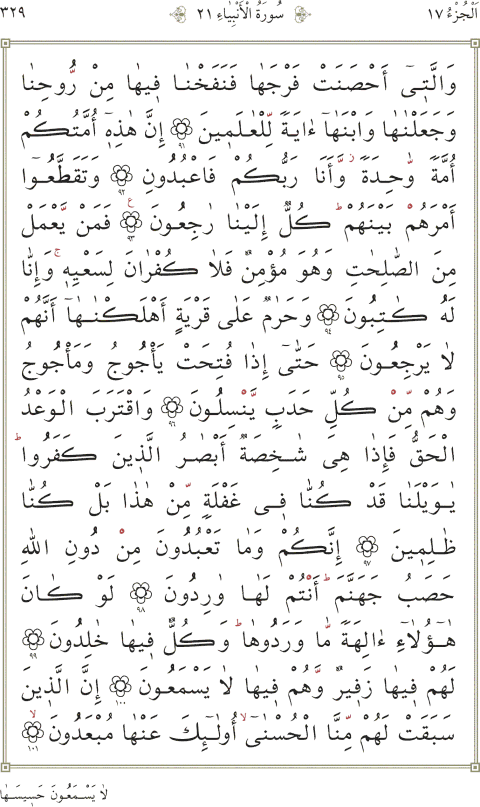 اَلْجُزْءُ ١٧ سُورَةُ الْأَنْبِيَاءِ ٢١ ٣٢٩
وَالَّتِيٓ أَحْصَنَتْ فَرْجَهَا فَنَفَخْنَا فِيهَا مِنْ رُّوحِنَا
وَجَعَلْنٰهَا وَابْنَهَآ ءَايَةً لِّلْعٰلَمِينَ ٩١ إِنَّ هٰذِهِٓ أُمَّتُكُمْ
أُمَّةً وّٰحِدَةً ز وَّأَنَا رَبُّكُمْ فَاعْبُدُونِ ٩٢ وَتَقَطَّعُوٓا
أَمْرَهُمْ بَيْنَهُمْ ط كُلٌّ إِلَيْنَا رٰجِعُونَ ع ٩٣ فَمَنْ يَّعْمَلْ
مِنَ الصّٰلِحٰتِ وَهُوَ مُؤْمِنٌ فَلَا كُفْرَانَ لِسَعْيِهٖ ج وَإِنَّا
لَهُ كٰتِبُونَ ٩٤ وَحَرٰمٌ عَلٰى قَرْيَةٍ أَهْلَكْنٰهَآ أَنَّهُمْ
لَا يَرْجِعُونَ ٩٥ حَتّٰىٓ إِذَا فُتِحَتْ يَأْجُوجُ وَمَأْجُوجُ
وَهُمْ مِّنْ كُلِّ حَدَبٍ يَّنْسِلُونَ ٩٦ وَاقْتَرَبَ الْوَعْدُ
الْحَقُّ فَإِذَا هِيَ شٰخِصَةٌ أَبْصٰرُ الَّذِينَ كَفَرُوا ط
يٰوَيْلَنَا قَدْ كُنَّا فِي غَفْلَةٍ مِّنْ هٰذَا بَلْ كُنَّا
ظٰلِمِينَ ٩٧ إِنَّكُمْ وَمَا تَعْبُدُونَ مِنْ دُونِ اللّٰهِ
حَصَبُ جَهَنَّمَ ط أَنْتُمْ لَهَا وٰرِدُونَ ٩٨ لَوْ كَانَ
هٰٓؤُلَآءِ ءَالِهَةً مَّا وَرَدُوهَا ط وَكُلٌّ فِيهَا خٰلِدُونَ ٩٩
لَهُمْ فِيهَا زَفِيرٌ وَّهُمْ فِيهَا لَا يَسْمَعُونَ ١٠٠ إِنَّ الَّذِينَ
سَبَقَتْ لَهُمْ مِّنَّا الْحُسْنٰىٓ لا أُولٰٓئِكَ عَنْهَا مُبْعَدُونَ لا ١٠١
لَا يَسْمَعُونَ حَسِيسَهَا